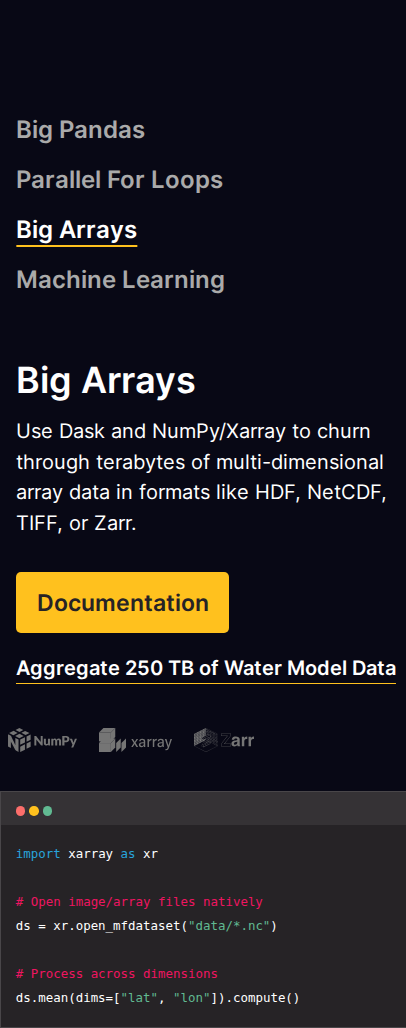 Big Pandas
Parallel For Loops
Big Arrays
Machine Learning
Big Arrays
Use Dask and NumPy/Xarray to churn
through terabytes of multi-dimensional
array data in formats like HDF, NetCDF,
TIFF, or Zarr.
Documentation
Aggregate 250 TB of Water Model Data
NumPy xarray Zarr
import xarray as xr
# Open image/array files natively
ds = xr.open_mfdataset("data/*.nc")
# Process across dimensions
ds.mean(dims=["lat", "lon"]).compute()